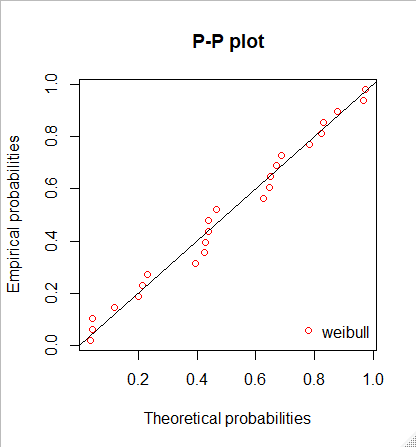 P-P plot
Empirical probabilities
1.0
0.8
0.6
0.4
0.2
0.0
weibull
0.2 0.4 0.6 0.8 1.0
Theoretical probabilities